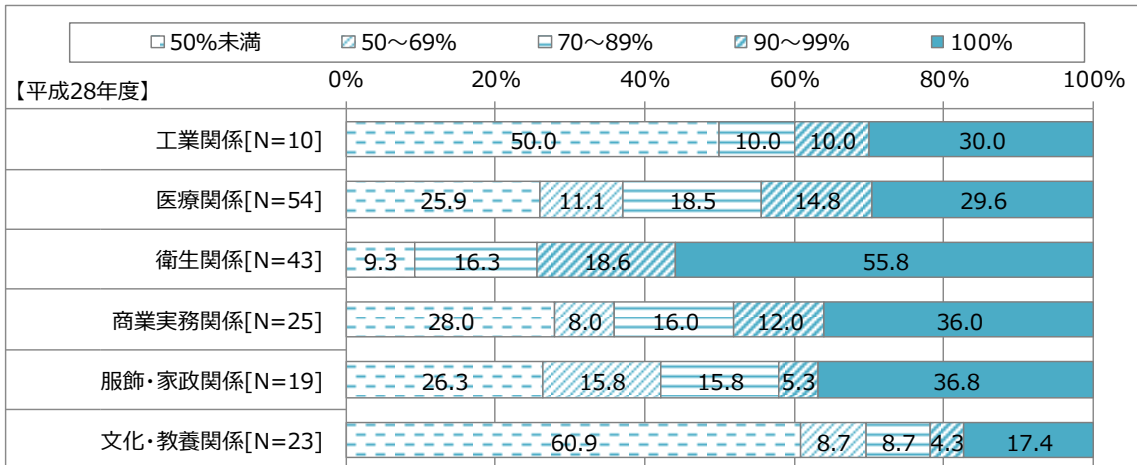 50%未満 50～69% 70～89% 90～99% 100%
【平成28年度】 0% 20% 40% 60% 80% 100%
工業関係[N=10] 50.0 10.0 10.0 30.0
医療関係[N=54] 25.9 11.1 18.5 14.8 29.6
衛生関係[N=43] 9.3 16.3 18.6 55.8
商業実務関係[N=25] 28.0 8.0 16.0 12.0 36.0
服飾・家政関係[N=19] 26.3 15.8 15.8 5.3 36.8
文化・教養関係[N=23] 60.9 8.7 8.7 4.3 17.4